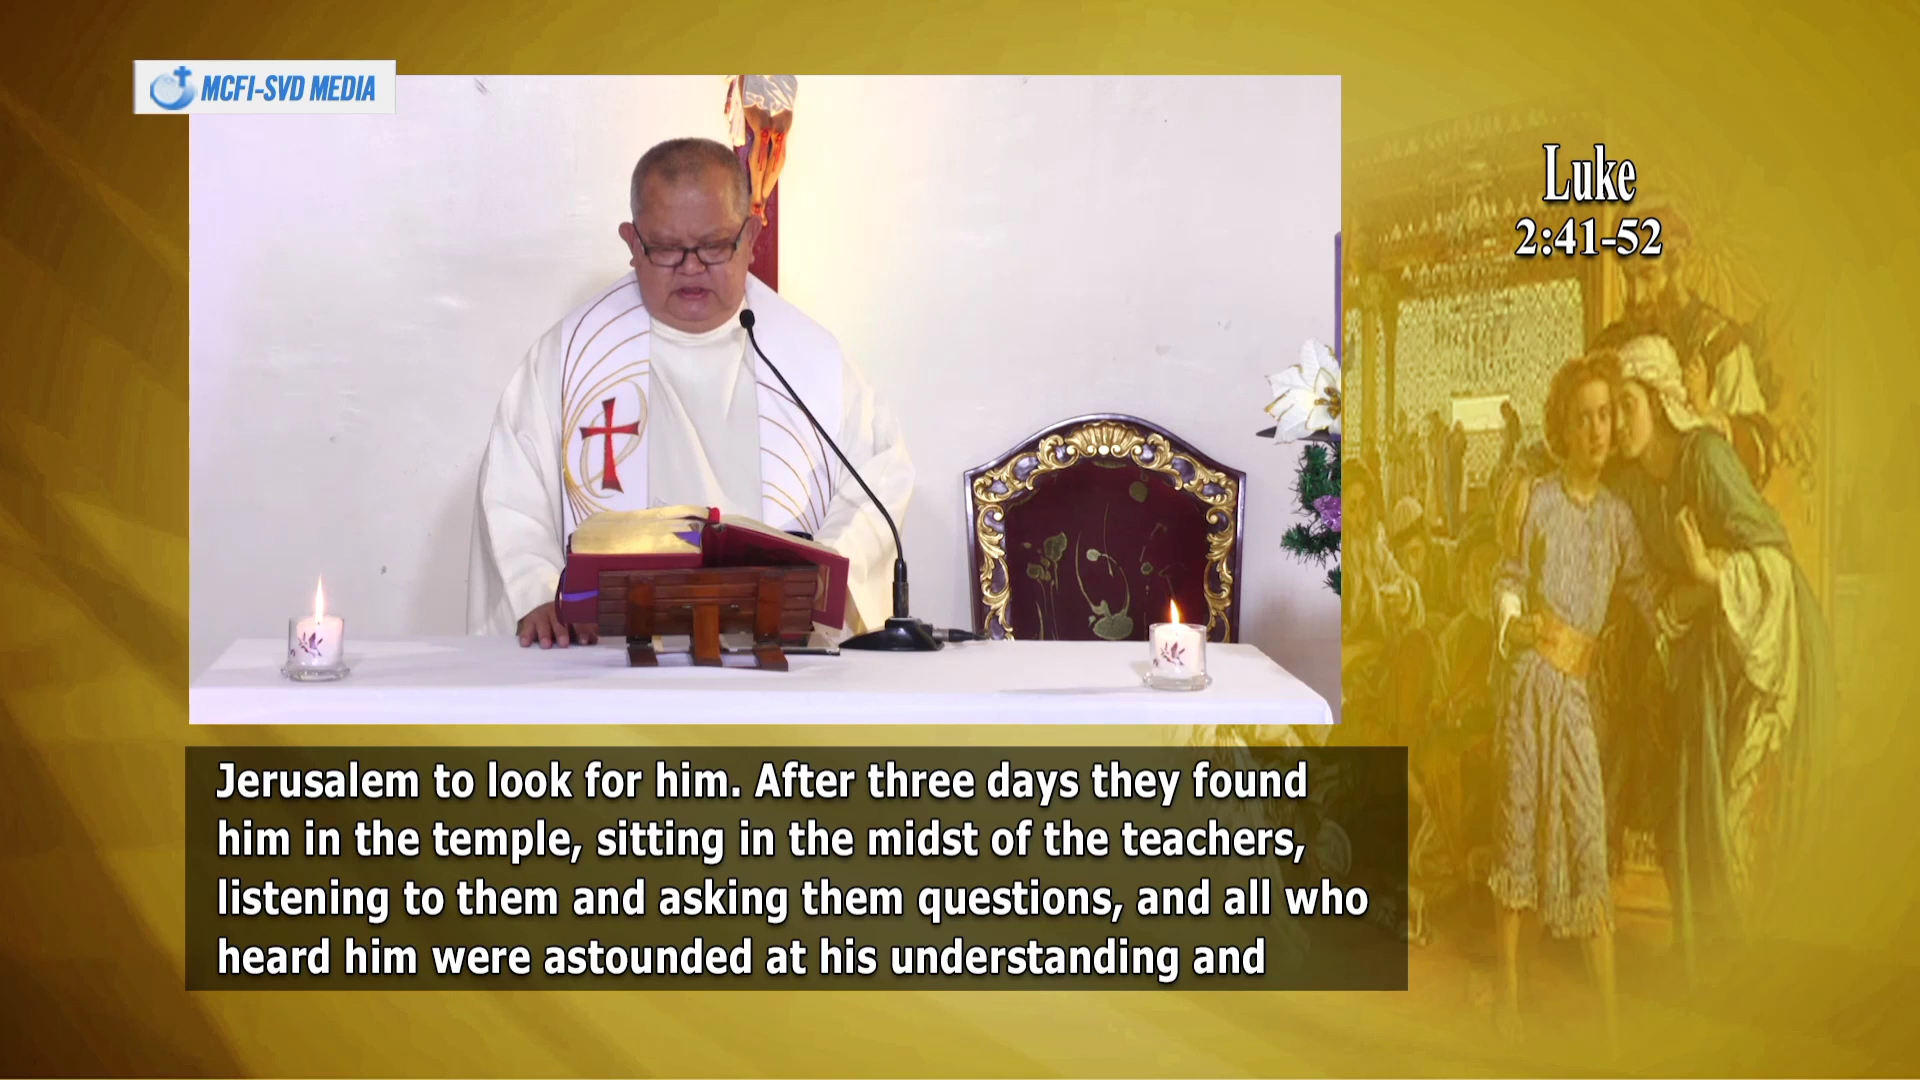 MCFI-SVD MEDIA
Luke
2:41-52
Jerusalem to look for him. After three days they found
him in the temple, sitting in the midst of the teachers,
listening to them and asking them questions, and all who
heard him were astounded at his understanding and